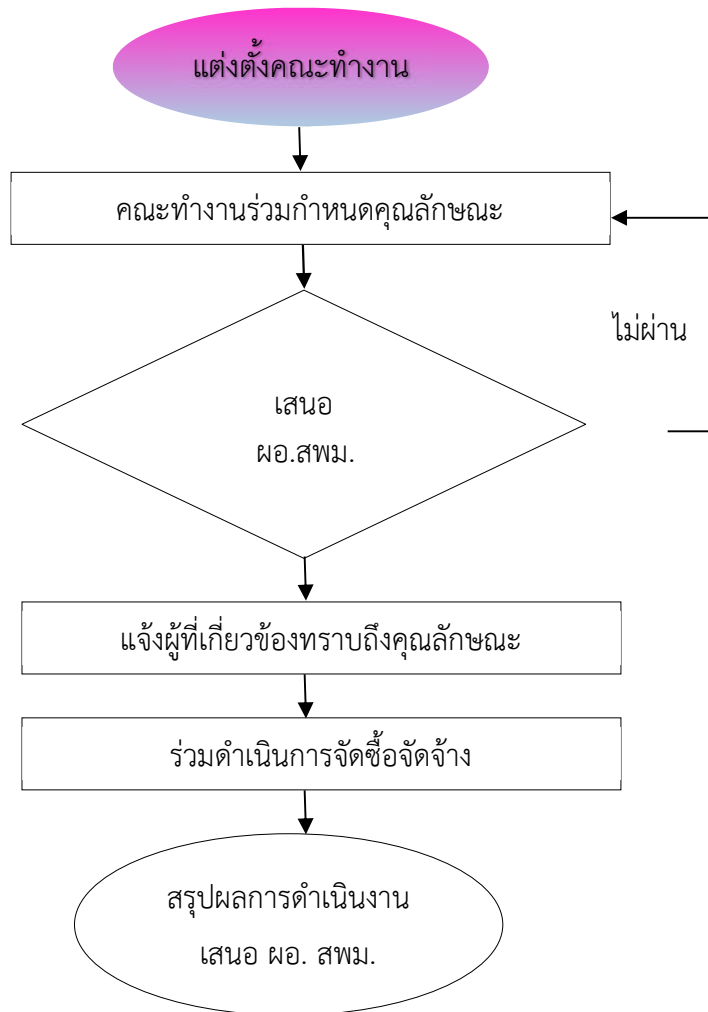 แต่งตั้งคณะทำงาน
คณะทำงานร่วมกำหนดคุณลักษณะ
ไม่ผ่าน
เสนอ
ผอ.สพม.
แจ้งผู้ที่เกี่ยวข้องทราบถึงคุณลักษณะ
ร่วมดำเนินการจัดซื้อจัดจ้าง
สรุปผลการดำเนินงาน
เสนอ ผอ. สพม.